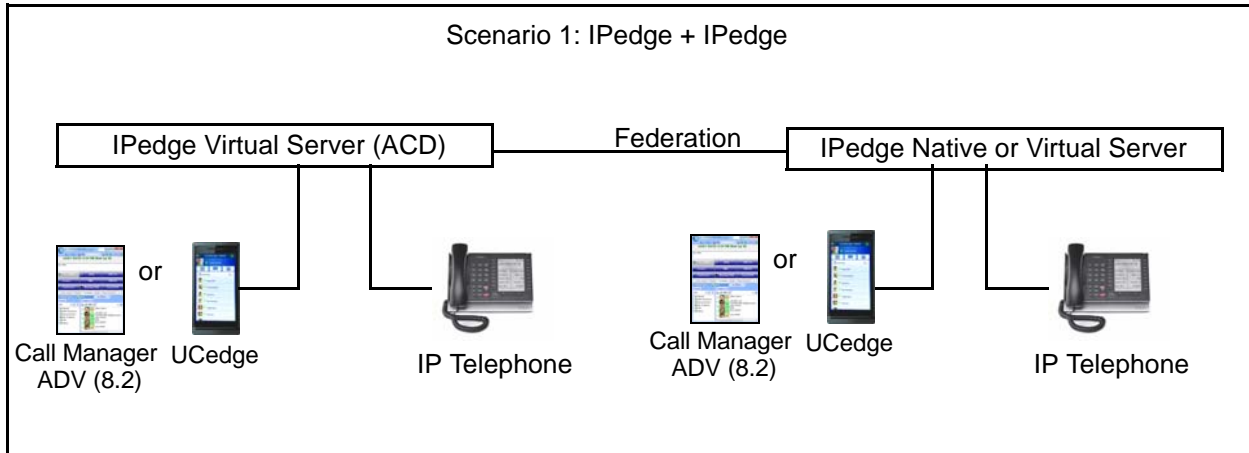 Scenario 1: IPedge + IPedge
IPedge Virtual Server (ACD)
Federation
IPedge Native or Virtual Server
or
Call Manager
ADV (8.2)
UCedge
IP Telephone
or
Call Manager
ADV (8.2)
UCedge
IP Telephone